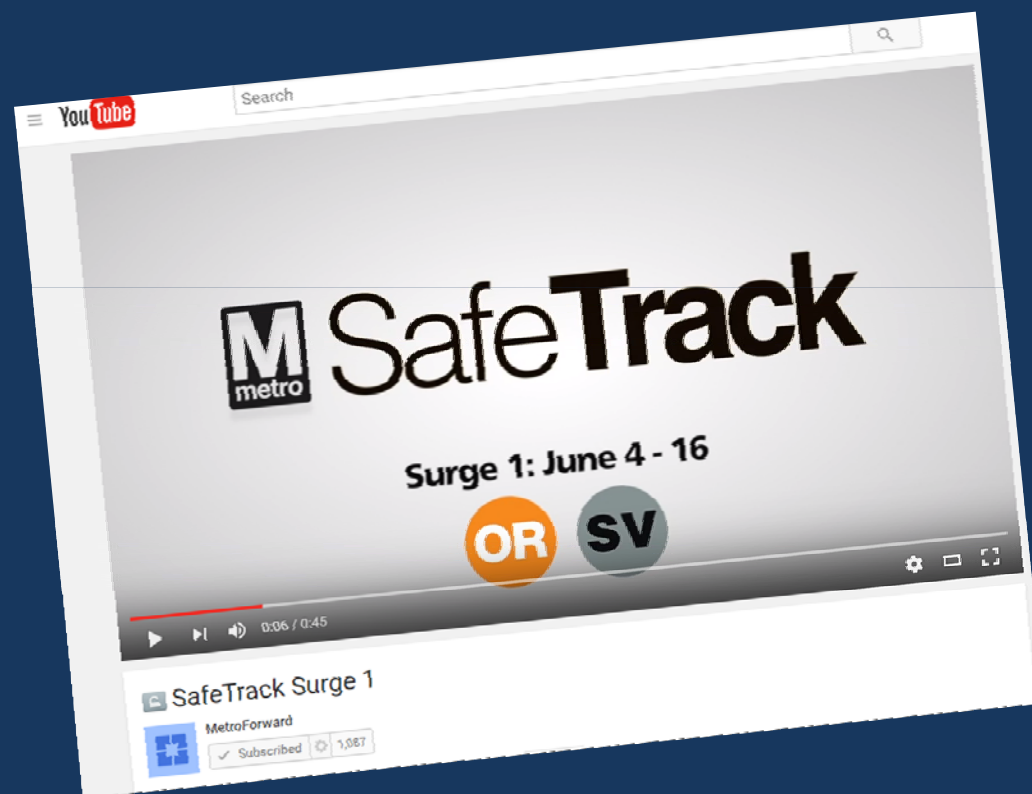 YouTube
Search
M
metro
SafeTrack
Surge 1: June 4 - 16
OR SV
0:06 / 0:45
SafeTrack Surge 1
MetroForward
Subscribed 1,087